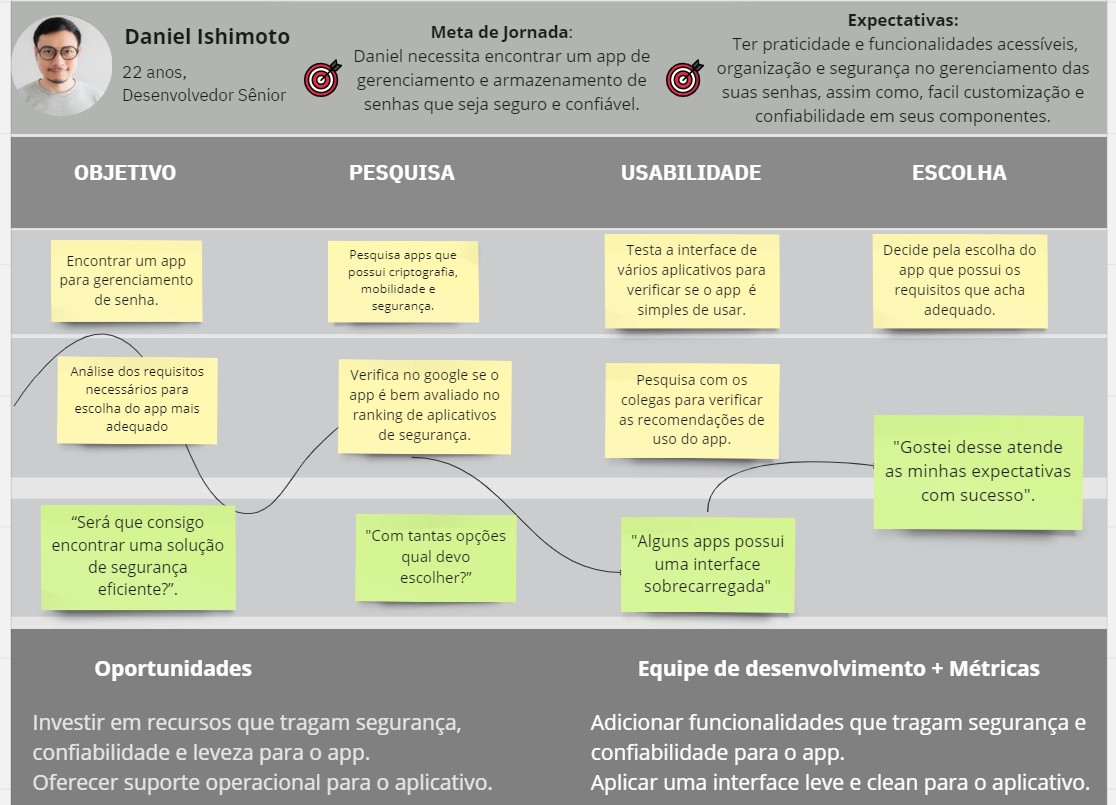 Daniel Ishimoto
22 anos,
Desenvolvedor Sênior
Meta de Jornada:
Daniel necessita encontrar um app de
gerenciamento e armazenamento de
senhas que seja seguro e confiável.
Expectativas:
Ter praticidade e funcionalidades acessíveis,
organização e segurança no gerenciamento das
suas senhas, assim como, facil customização e
confiabilidade em seus componentes.
OBJETIVO
PESQUISA
USABILIDADE
ESCOLHA
Encontrar um app
para gerenciamento
de senha.
Pesquisa apps que
possui criptografia,
mobilidade e
segurança.
Testa a interface de
vários aplicativos para
verificar se o app é
simples de usar.
Decide pela escolha do
app que possui os
requisitos que acha
adequado.
Análise dos requisitos
necessários para
escolha do app mais
adequado
Verifica no google se o
app é bem avaliado no
ranking de aplicativos
de segurança.
Pesquisa com os
colegas para verificar
as recomendações de
uso do app.
"Gostei desse atende
as minhas expectativas
com sucesso".
“Será que consigo
encontrar uma solução
de segurança
eficiente?”.
"Com tantas opções
qual devo
escolher?”
"Alguns apps possui
uma interface
sobrecarregada"
Oportunidades
Investir em recursos que tragam segurança,
confiabilidade e leveza para o app.
Oferecer suporte operacional para o aplicativo.
Equipe de desenvolvimento + Métricas
Adicionar funcionalidades que tragam segurança e
confiabilidade para o app.
Aplicar uma interface leve e clean para o aplicativo.